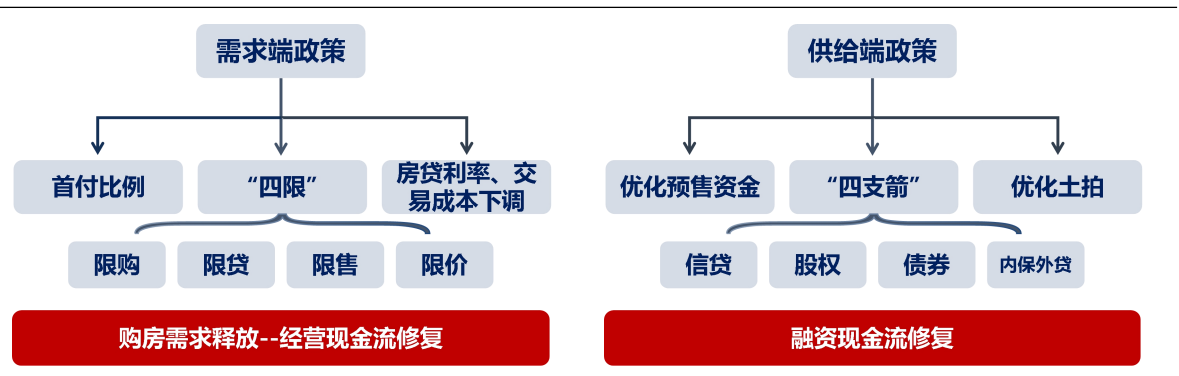 需求端政策
首付比例
“四限”
房贷利率、交
易成本下调
限购
限贷
限售
限价
购房需求释放--经营现金流修复
供给端政策
优化预售资金
“四支箭”
优化土拍
信贷
股权
债券
内保外贷
融资现金流修复